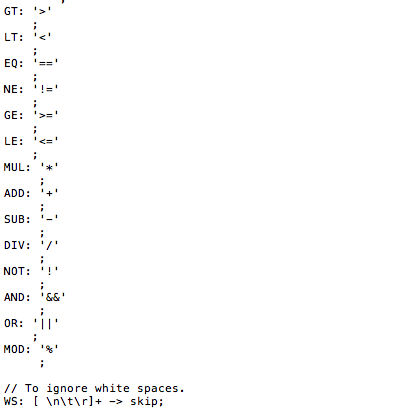 GT: '>'
;
LT: '<'
;
EQ: '=='
;
NE: '!='
;
GE: '>='
;
LE: '<='
;
MUL: '*'
;
ADD: '+'
;
SUB: '-'
;
DIV: '/'
;
NOT: '!'
;
AND: '&&'
;
OR: '||'
;
MOD: '%'
;
// To ignore white spaces.
WS: [ \n\t\r]+ -> skip;